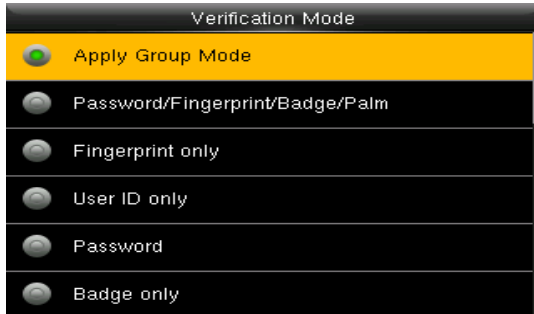 Verification Mode
Apply Group Mode
Password/Fingerprint/Badge/Palm
Fingerprint only
User ID only
Password
Badge only